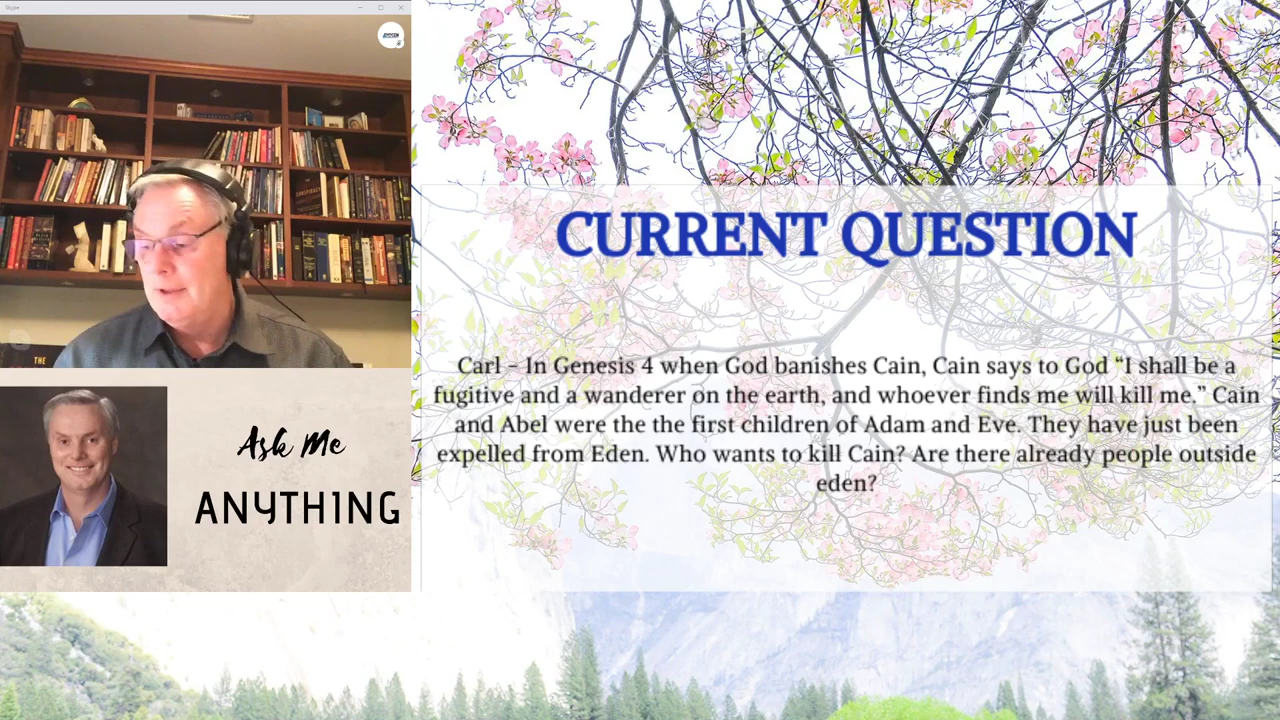 Skype
CURRENT QUESTION
Carl – In Genesis 4 when God banishes Cain, Cain says to God “I shall be a
fugitive and a wanderer on the earth, and whoever finds me will kill me.” Cain
and Abel were the the first children of Adam and Eve. They have just been
expelled from Eden. Who wants to kill Cain? Are there already people outside
eden?
THE
Ask Me
ANYTHING